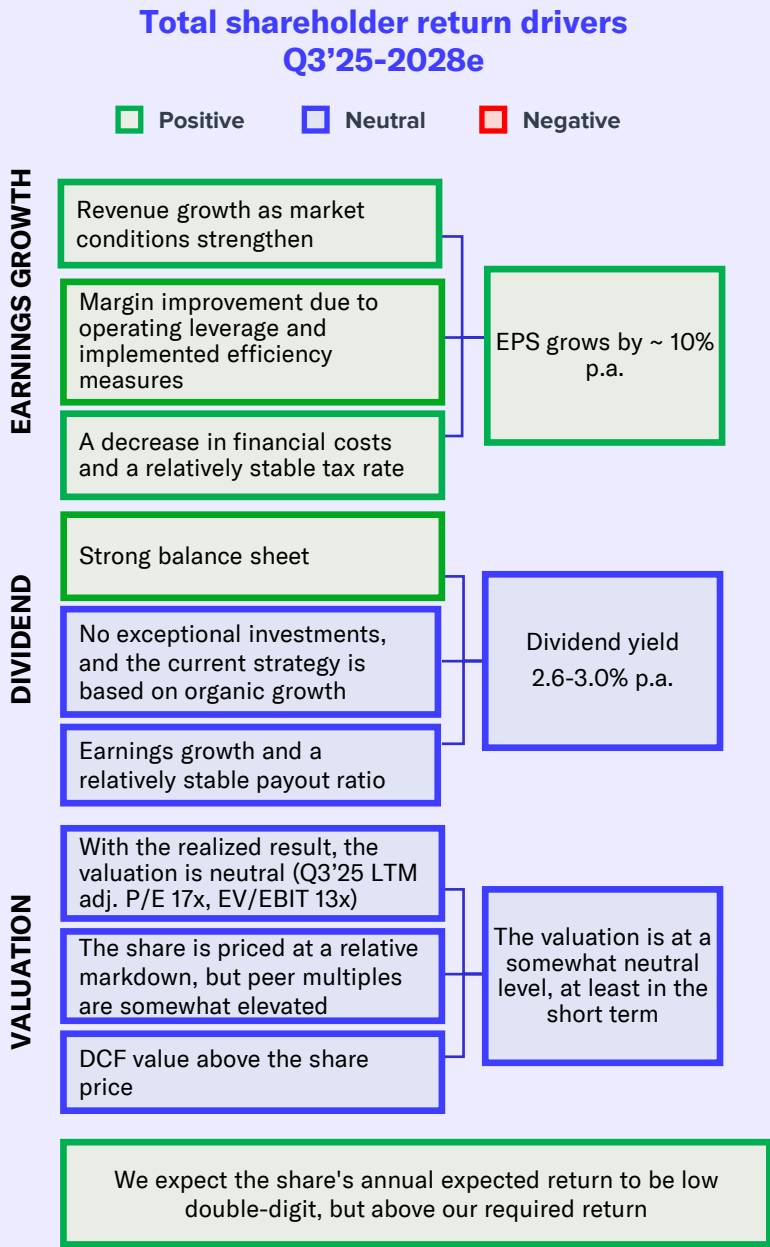 Total shareholder return drivers
Q3’25-2028e
Positive
Neutral
Negative
EARNINGS GROWTH
Revenue growth as market
conditions strengthen
Margin improvement due to
operating leverage and
implemented efficiency
measures
A decrease in financial costs
and a relatively stable tax rate
EPS grows by ~ 10%
p.a.
DIVIDEND
Strong balance sheet
No exceptional investments,
and the current strategy is
based on organic growth
Earnings growth and a
relatively stable payout ratio
Dividend yield
2.6-3.0% p.a.
VALUATION
With the realized result, the
valuation is neutral (Q3’25 LTM
adj. P/E 17x, EV/EBIT 13x)
The share is priced at a relative
markdown, but peer multiples
are somewhat elevated
DCF value above the share
price
The valuation is at a
somewhat neutral
level, at least in the
short term
We expect the share's annual expected return to be low
double-digit, but above our required return